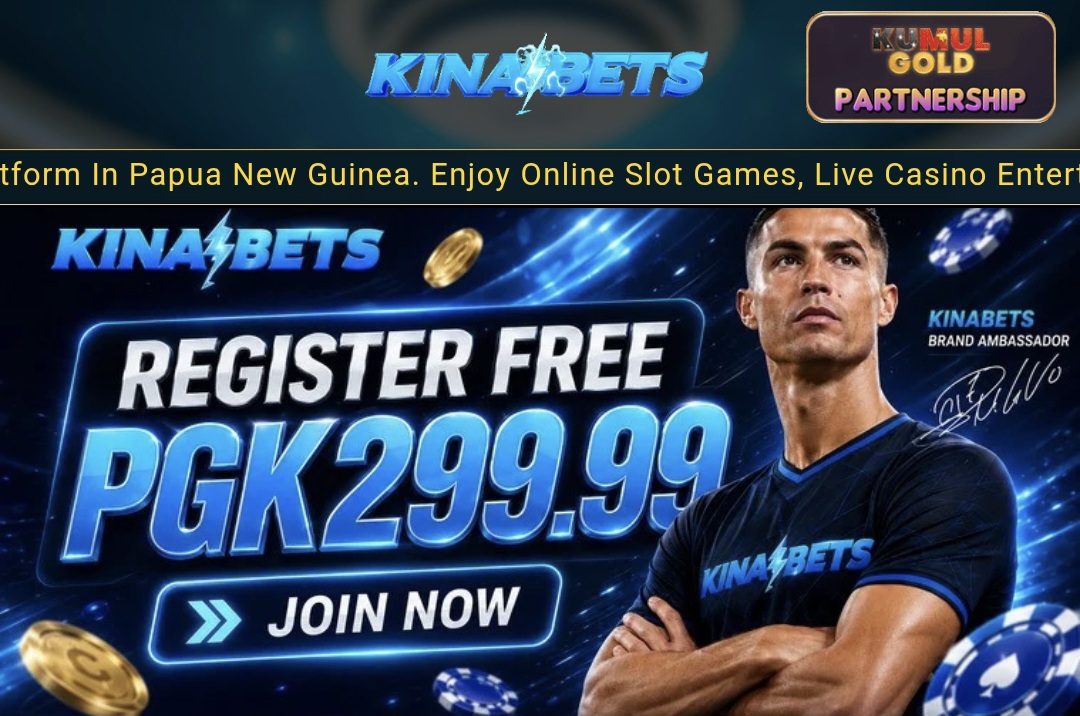 KINABETS
KUMUL
GOLD
PARTNERSHIP
tform In Papua New Guinea. Enjoy Online Slot Games, Live Casino Entert
KINABETS
REGISTER FREE
PGK299.99
JOIN NOW
KINABETS
BRAND AMBASSADOR
KINABETS